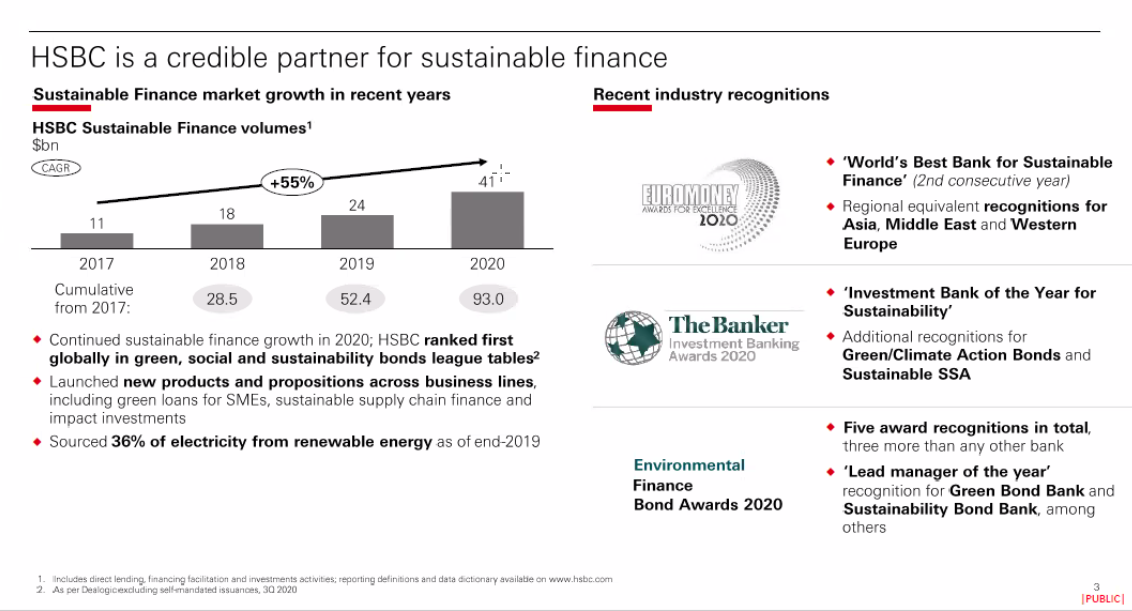 HSBC is a credible partner for sustainable finance
Sustainable Finance market growth in recent years
HSBC Sustainable Finance volumes¹
$bn
CAGR
+55%
11
18
24
41
2017
2018
2019
2020
Cumulative
from 2017:
28.5
52.4
93.0
Continued sustainable finance growth in 2020; HSBC ranked first
globally in green, social and sustainability bonds league tables²
Launched new products and propositions across business lines,
including green loans for SMEs, sustainable supply chain finance and
impact investments
Sourced 36% of electricity from renewable energy as of end-2019
Recent industry recognitions
EUROMONEY
AWARDS FOR EXCELLENCE
2020
‘World’s Best Bank for Sustainable
Finance’ (2nd consecutive year)
Regional equivalent recognitions for
Asia, Middle East and Western
Europe
The Banker
Investment Banking
Awards 2020
‘Investment Bank of the Year for
Sustainability’
Additional recognitions for
Green/Climate Action Bonds and
Sustainable SSA
Environmental
Finance
Bond Awards 2020
Five award recognitions in total,
three more than any other bank
‘Lead manager of the year’
recognition for Green Bond Bank and
Sustainability Bond Bank, among
others
1. Includes direct lending, financing facilitation and investments activities; reporting definitions and data dictionary available on www.hsbc.com
2. As per Dealogic excluding self-mandated issuances, 3Q 2020
3
|PUBLIC|